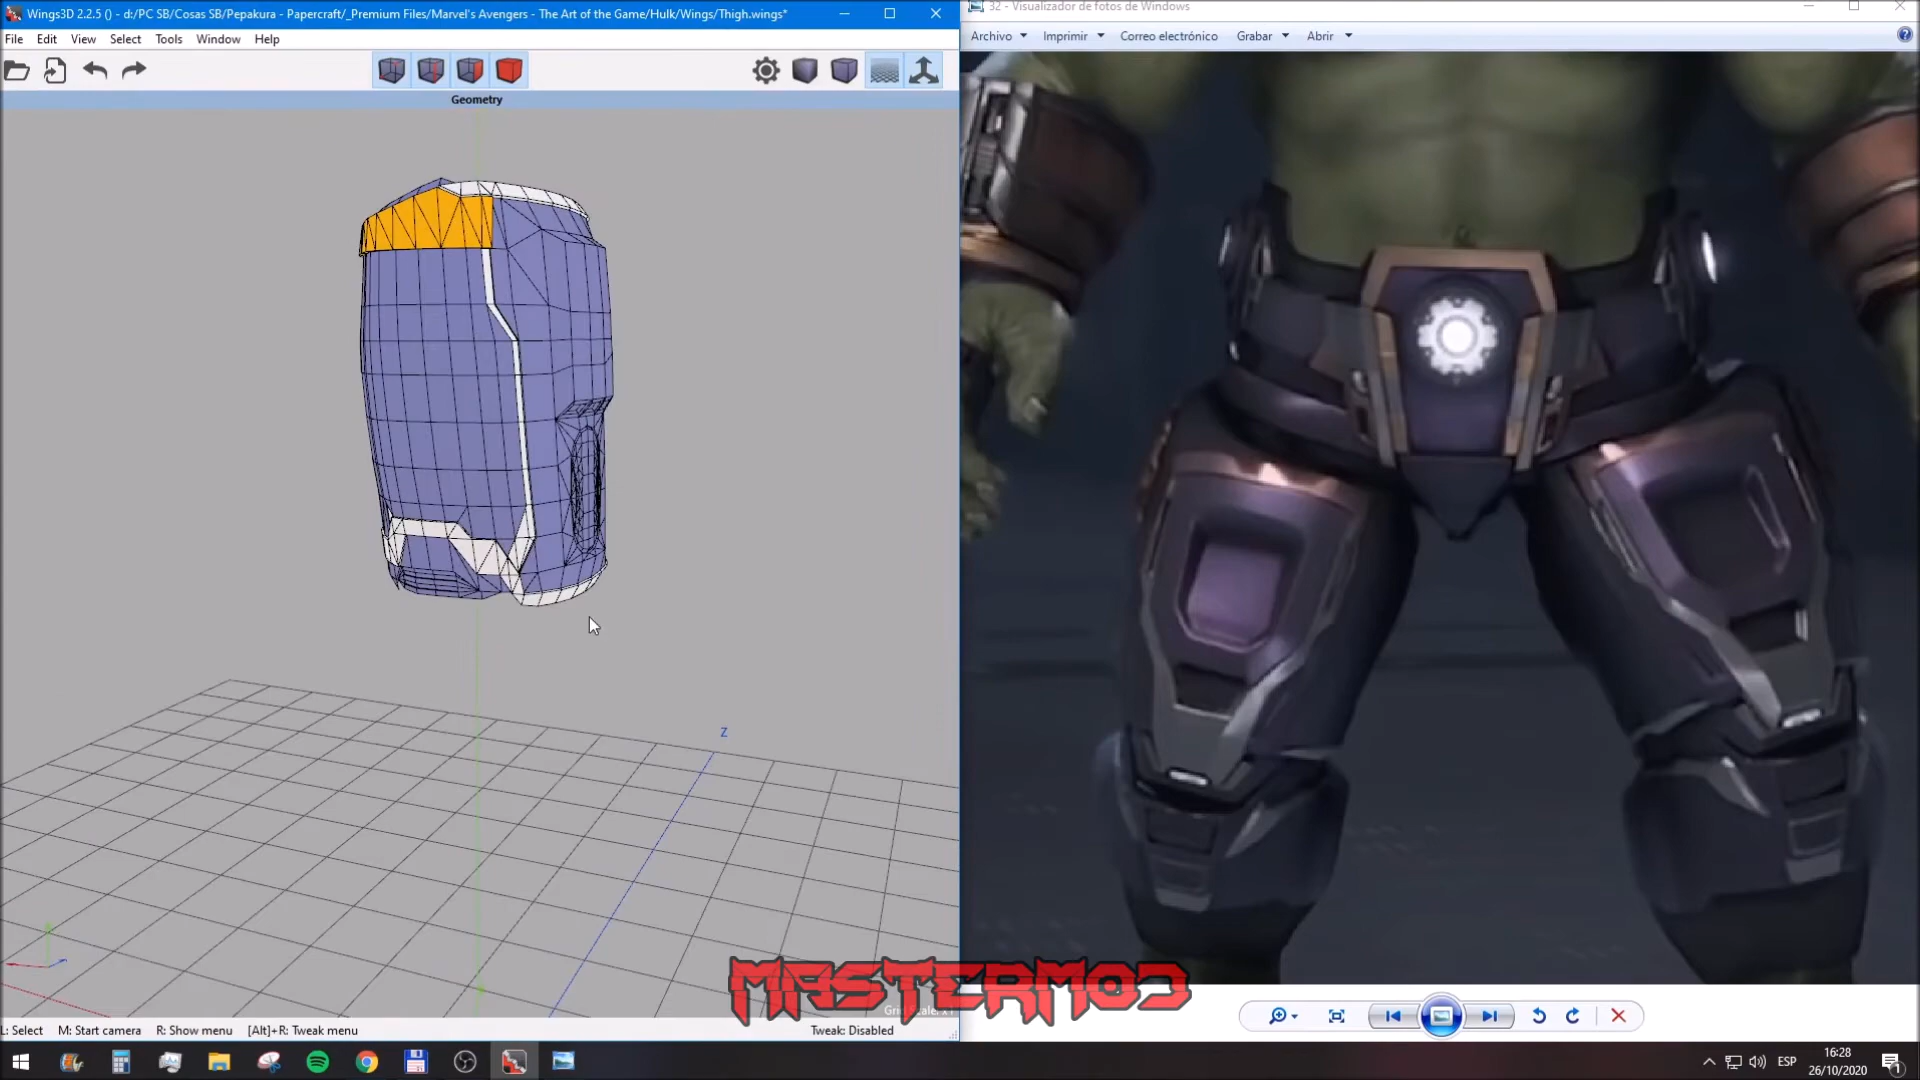 Wings3D 2.2.5 () - d:/PC SB/Cosas SB/Pepakura - Papercraft/_Premium Files/Marvel's Avengers - The Art of the Game/Hulk/Wings/Thigh.wings*
File Edit View Select Tools Window Help
Geometry
Z
L: Select M: Start camera R: Show menu [Alt]+R: Tweak menu
Tweak: Disabled
32 - Visualizador de fotos de Windows
Archivo Imprimir Correo electrónico Grabar Abrir
MASTERMOD
ESP
16:28
26/10/2020
1